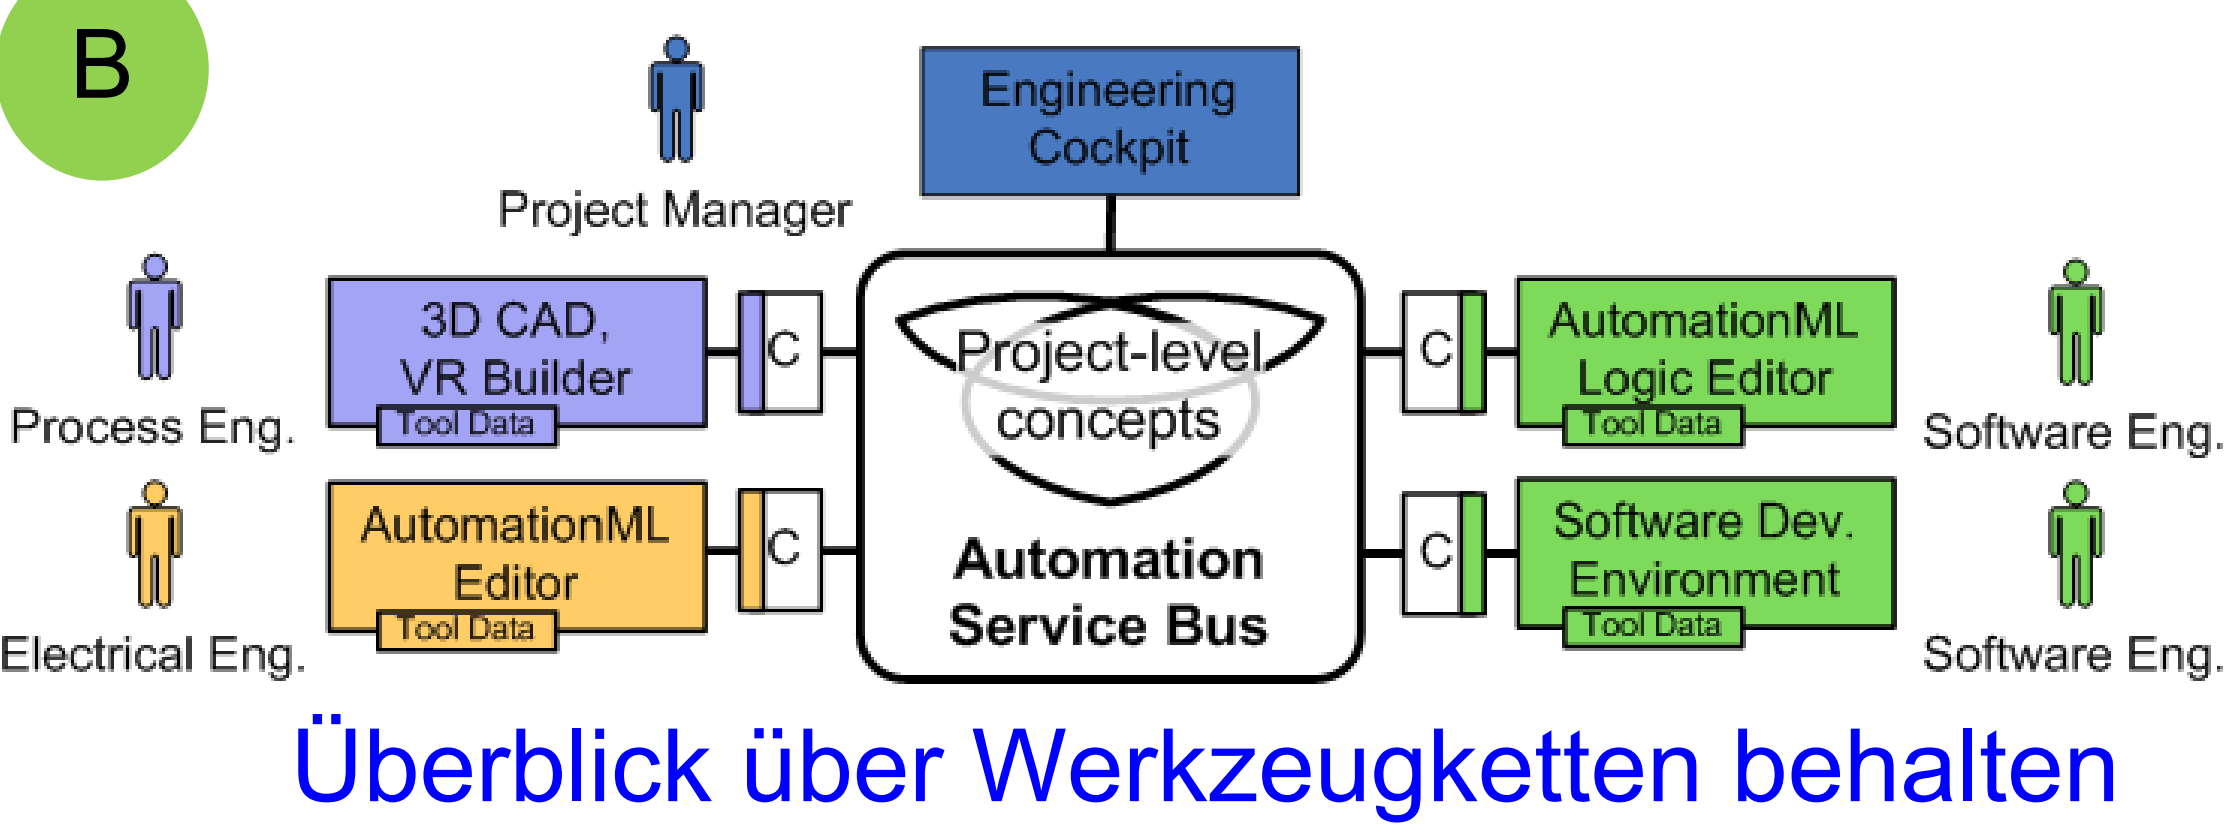 B
Engineering
Cockpit
Project Manager
3D CAD,
VR Builder
Tool Data
C
Process Eng.
Project-level
concepts
C
AutomationML
Logic Editor
Tool Data
Software Eng.
AutomationML
Editor
Tool Data
C
Electrical Eng.
Automation
Service Bus
C
Software Dev.
Environment
Tool Data
Software Eng.
Überblick über Werkzeugketten behalten